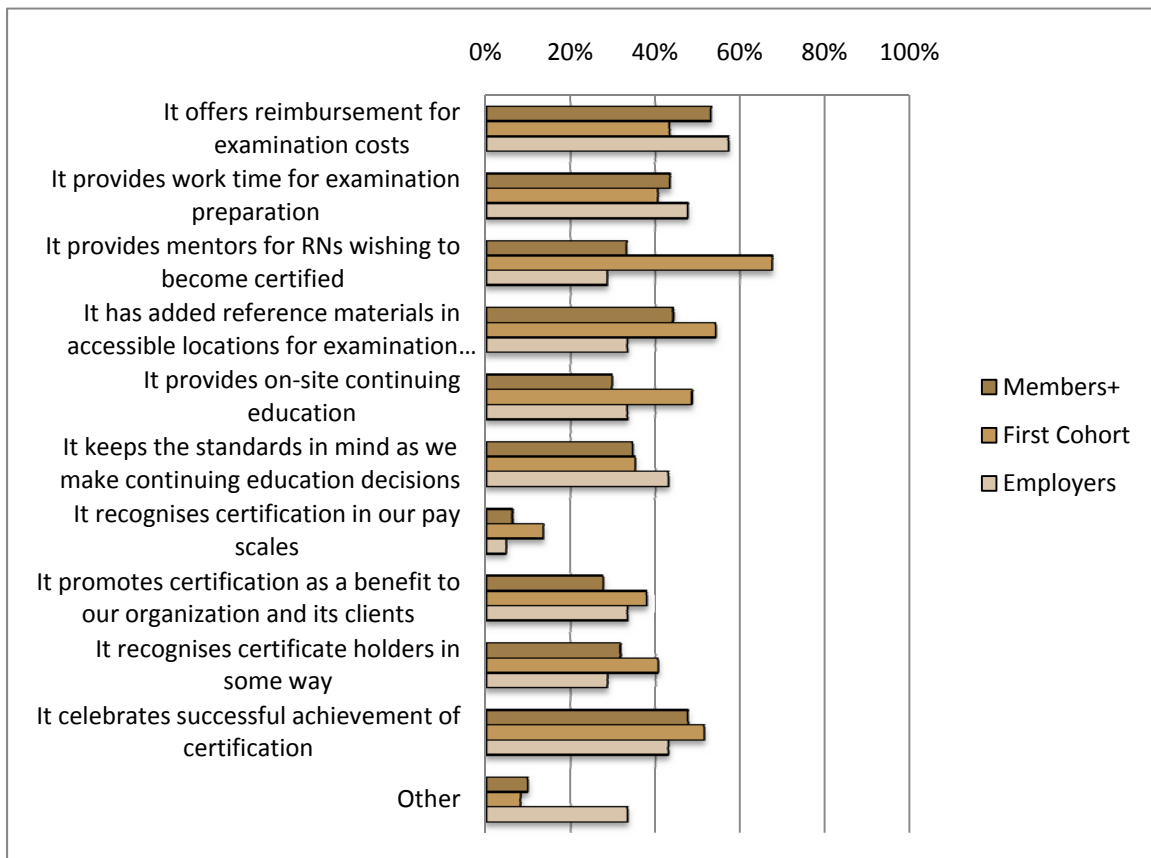 0% 20% 40% 60% 80% 100%
It offers reimbursement for
examination costs
It provides work time for examination
preparation
It provides mentors for RNs wishing to
become certified
It has added reference materials in
accessible locations for examination...
It provides on-site continuing
education
It keeps the standards in mind as we
make continuing education decisions
It recognises certification in our pay
scales
It promotes certification as a benefit to
our organization and its clients
It recognises certificate holders in
some way
It celebrates successful achievement of
certification
Other
Members+
First Cohort
Employers